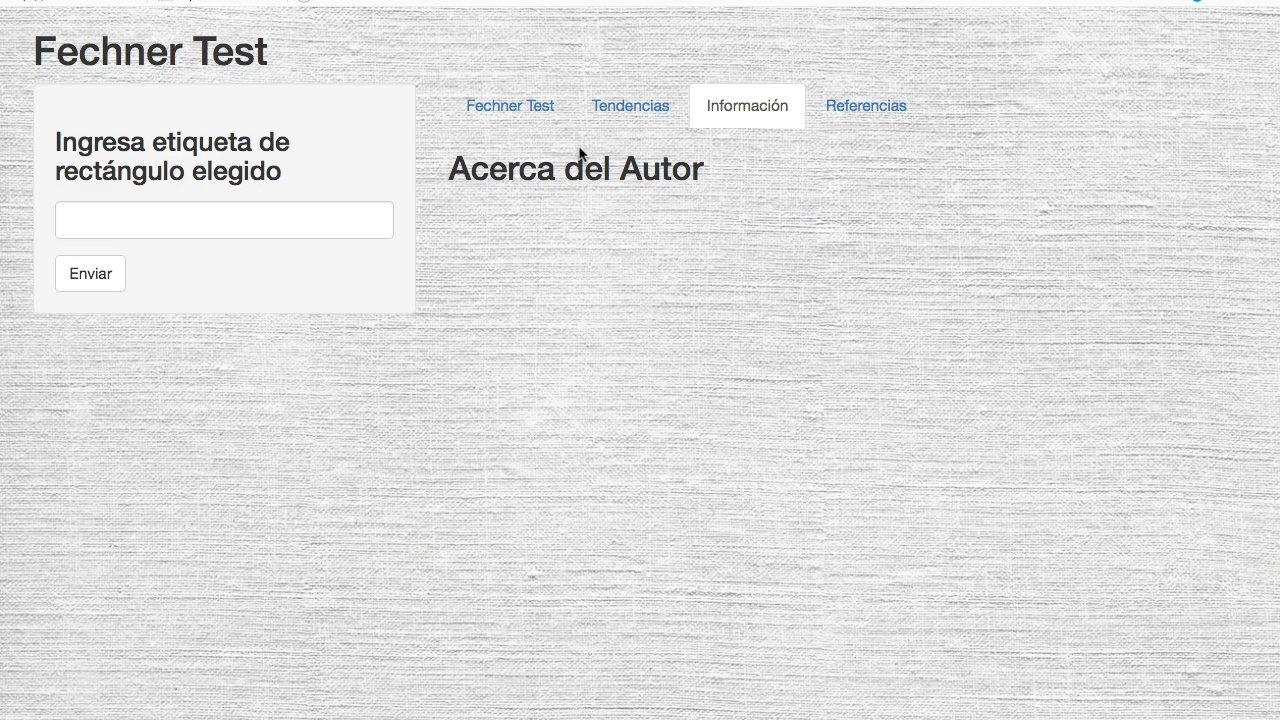 Fechner Test
Ingresa etiqueta de
rectángulo elegido
Enviar
Fechner Test
Tendencias
Información
Referencias
Acerca del Autor